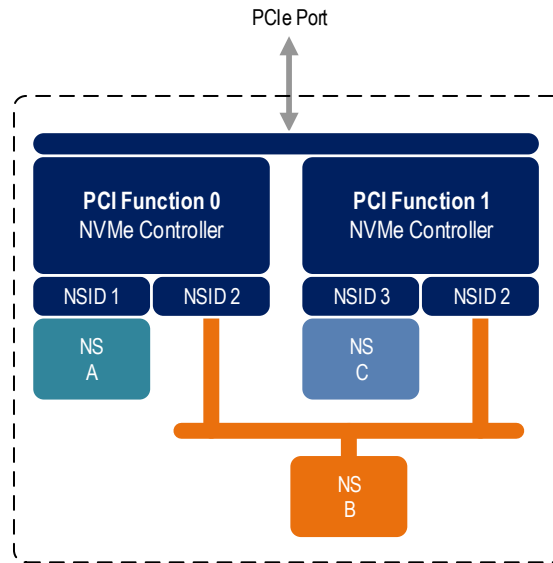 PCIe Port
PCI Function 0
NVMe Controller
PCI Function 1
NVMe Controller
NSID 1
NSID 2
NSID 3
NSID 2
NS
A
NS
C
NS
B